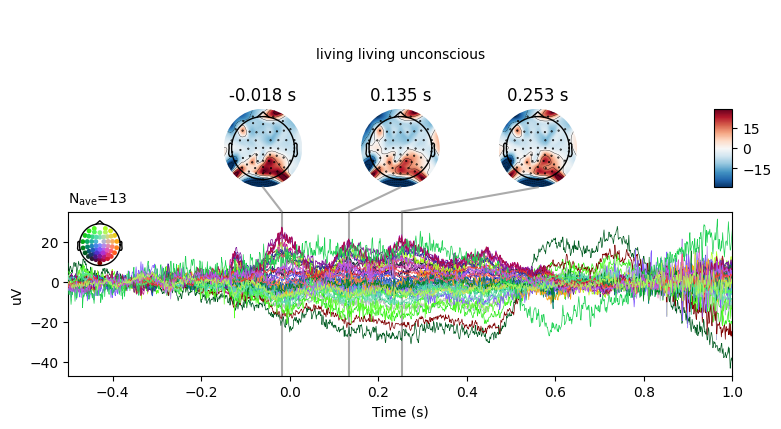 living living unconscious
-0.018 s
0.135 s
0.253 s
15
0
−15
Nave=13
20
0
−20
−40
uV
−0.4
−0.2
0.0
0.2
0.4
0.6
0.8
1.0
Time (s)